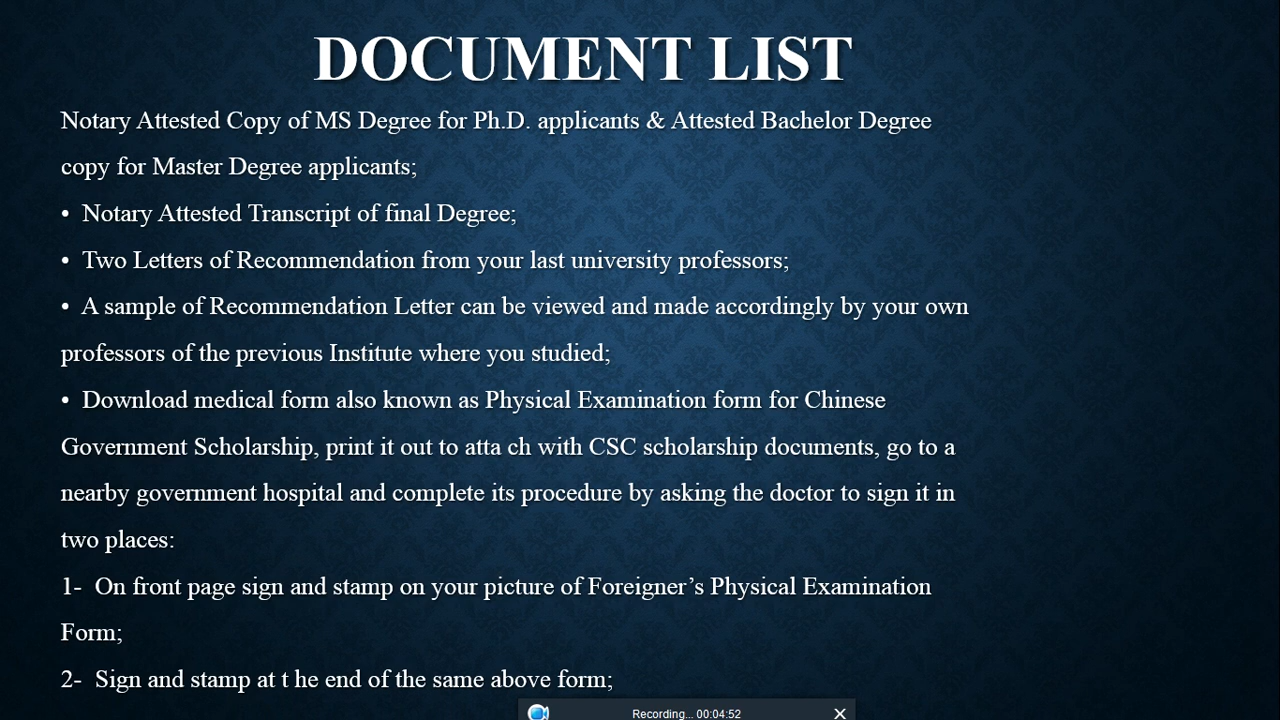 DOCUMENT LIST
Notary Attested Copy of MS Degree for Ph.D. applicants & Attested Bachelor Degree
copy for Master Degree applicants;
• Notary Attested Transcript of final Degree;
• Two Letters of Recommendation from your last university professors;
• A sample of Recommendation Letter can be viewed and made accordingly by your own
professors of the previous Institute where you studied;
• Download medical form also known as Physical Examination form for Chinese
Government Scholarship, print it out to atta ch with CSC scholarship documents, go to a
nearby government hospital and complete its procedure by asking the doctor to sign it in
two places:
1- On front page sign and stamp on your picture of Foreigner’s Physical Examination
Form;
2- Sign and stamp at t he end of the same above form;
Recording... 00:04:52